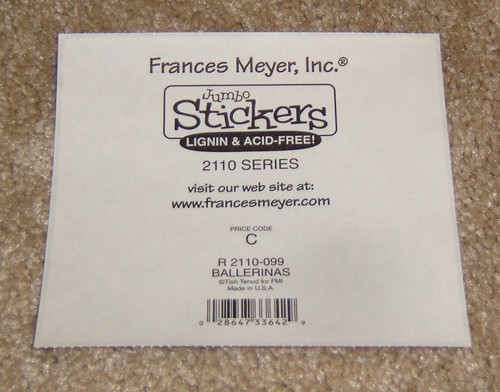 Frances Meyer, Inc.®
Jumbo
Stickers
LIGNIN & ACID-FREE!
2110 SERIES
visit our web site at:
www.francesmeyer.com
PRICE CODE
C
R 2110-099
BALLERINAS
©Tish Tenud for FMI
Made in U.S.A.
0 28647 33642 9